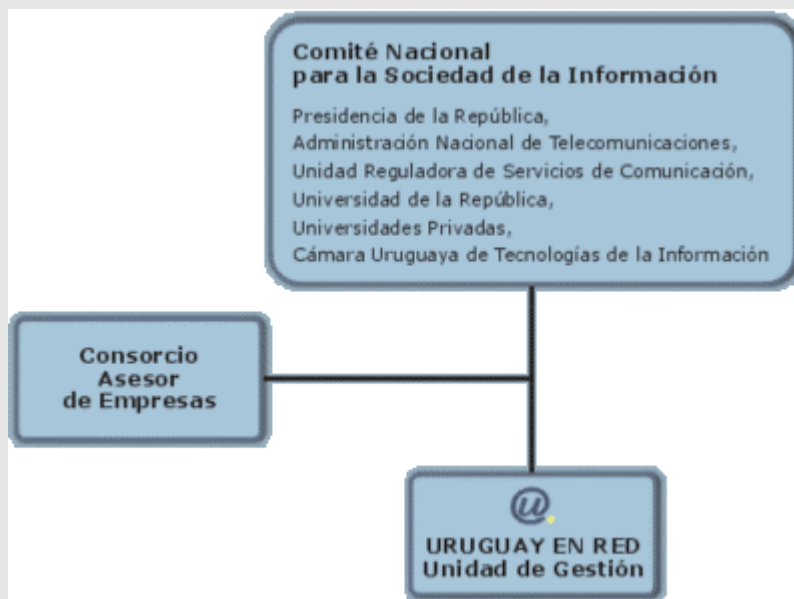 Comité Nacional
para la Sociedad de la Información
Presidencia de la República,
Administración Nacional de Telecomunicaciones,
Unidad Reguladora de Servicios de Comunicación,
Universidad de la República,
Universidades Privadas,
Cámara Uruguaya de Tecnologías de la Información
Consorcio
Asesor
de Empresas
@
URUGUAY EN RED
Unidad de Gestión